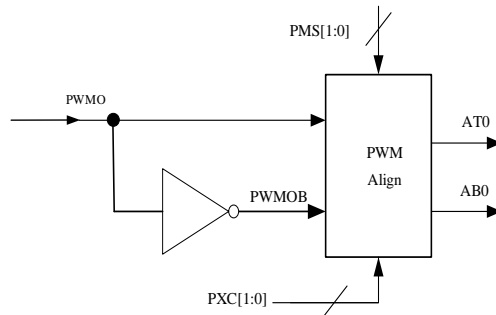 PMS[1:0]
PWMO
AT0
PWM
Align
PWMOB
AB0
PXC[1:0]